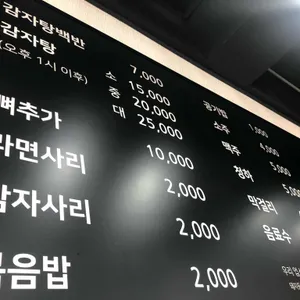 감자탕백반 7,000
감자탕 소 15,000
(오후 1시 이후) 중 20,000
대 25,000
뼈추가 10,000
라면사리 2,000
감자사리 2,000
볶음밥 2,000
공기밥 1,000
소주 4,000
맥주
청하 5,000
막걸리
음료수